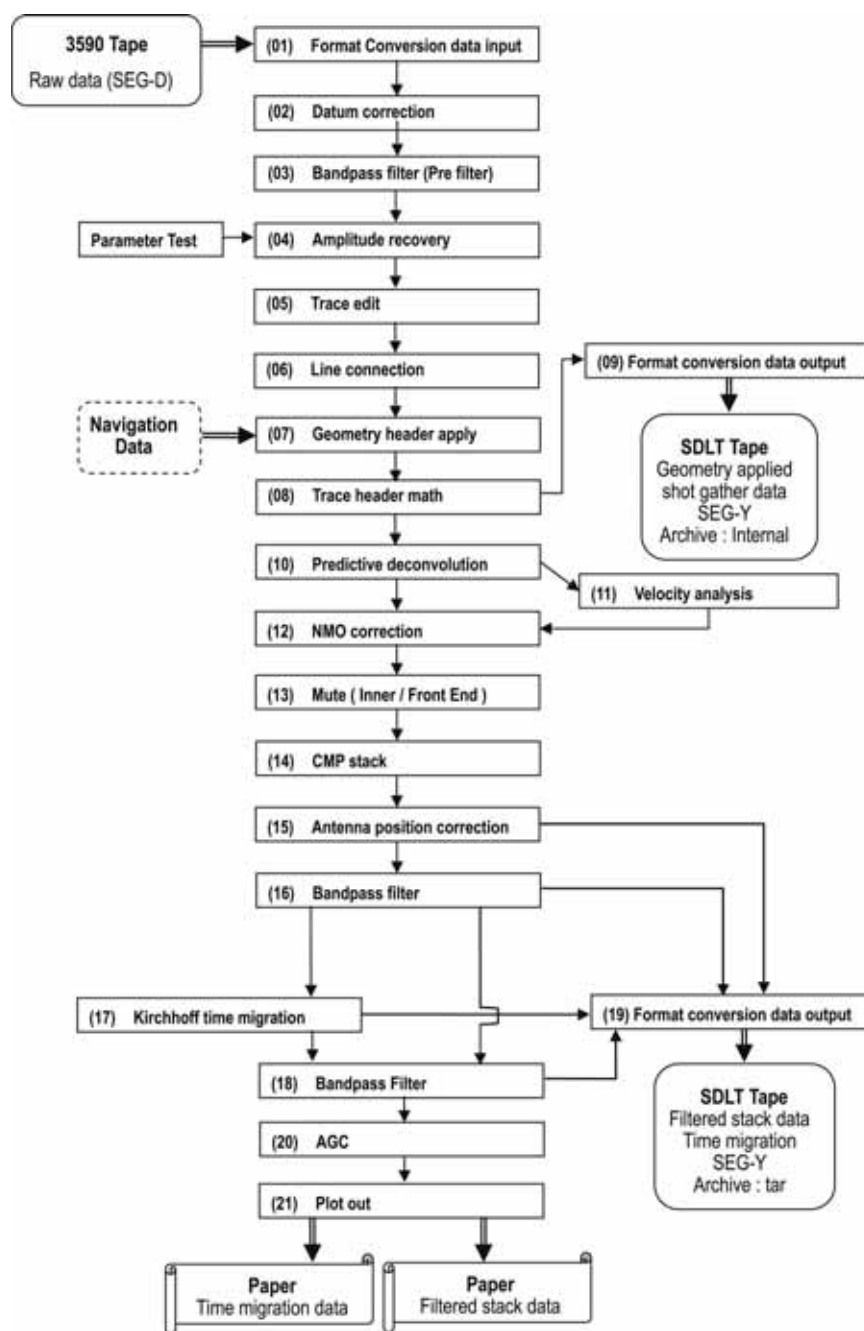 3590 Tape
Raw data (SEG-D)
(01) Format Conversion data input
(02) Datum correction
(03) Bandpass filter (Pre filter)
Parameter Test
(04) Amplitude recovery
(05) Trace edit
(06) Line connection
(09) Format conversion data output
Navigation
Data
(07) Geometry header apply
(08) Trace header math
SDLT Tape
Geometry applied
shot gather data
SEG-Y
Archive : Internal
(10) Predictive deconvolution
(11) Velocity analysis
(12) NMO correction
(13) Mute ( Inner / Front End )
(14) CMP stack
(15) Antenna position correction
(16) Bandpass filter
(17) Kirchhoff time migration
(19) Format conversion data output
(18) Bandpass Filter
SDLT Tape
Filtered stack data
Time migration
SEG-Y
Archive : tar
(20) AGC
(21) Plot out
Paper
Time migration data
Paper
Filtered stack data